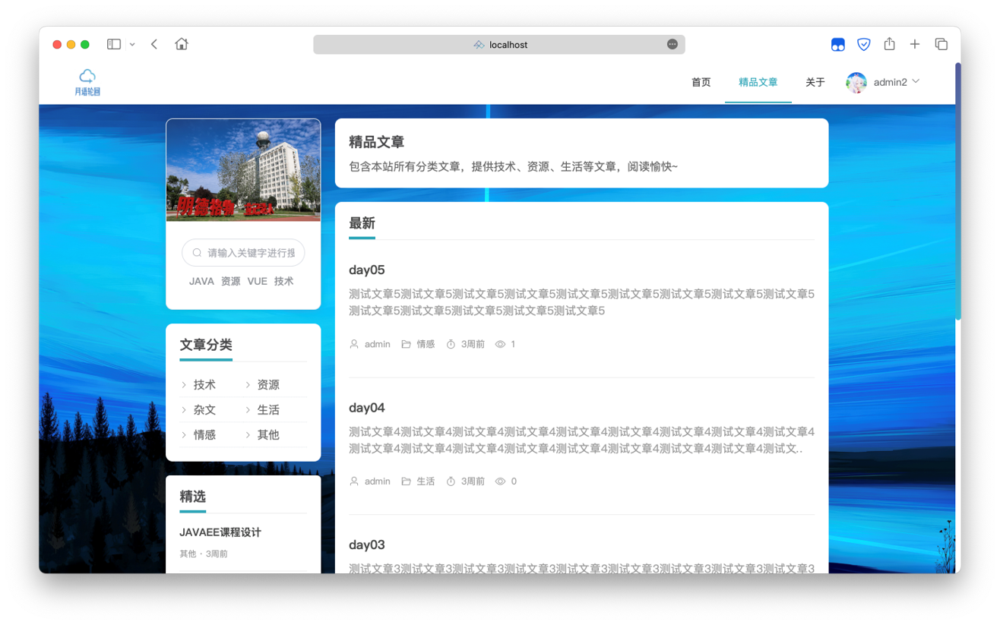 localhost
月语轮回
首页
精品文章
关于
admin2
明德格物
精品文章
包含本站所有分类文章，提供技术、资源、生活等文章，阅读愉快~
请输入关键字进行搜
JAVA 资源 VUE 技术
文章分类
技术 资源
杂文 生活
情感 其他
精选
JAVAEE课程设计
其他 · 3周前
最新
day05
测试文章5测试文章5测试文章5测试文章5测试文章5测试文章5测试文章5测试文章5测试文章5
测试文章5测试文章5测试文章5测试文章5测试文章5
admin 情感 3周前 1
day04
测试文章4测试文章4测试文章4测试文章4测试文章4测试文章4测试文章4测试文章4测试文章4
测试文章4测试文章4测试文章4测试文章4测试文章4测试文章4测试文章4测试文章4测试文..
admin 生活 3周前 0
day03
测试文章3测试文章3测试文章3测试文章3测试文章3测试文章3测试文章3测试文章3测试文章3